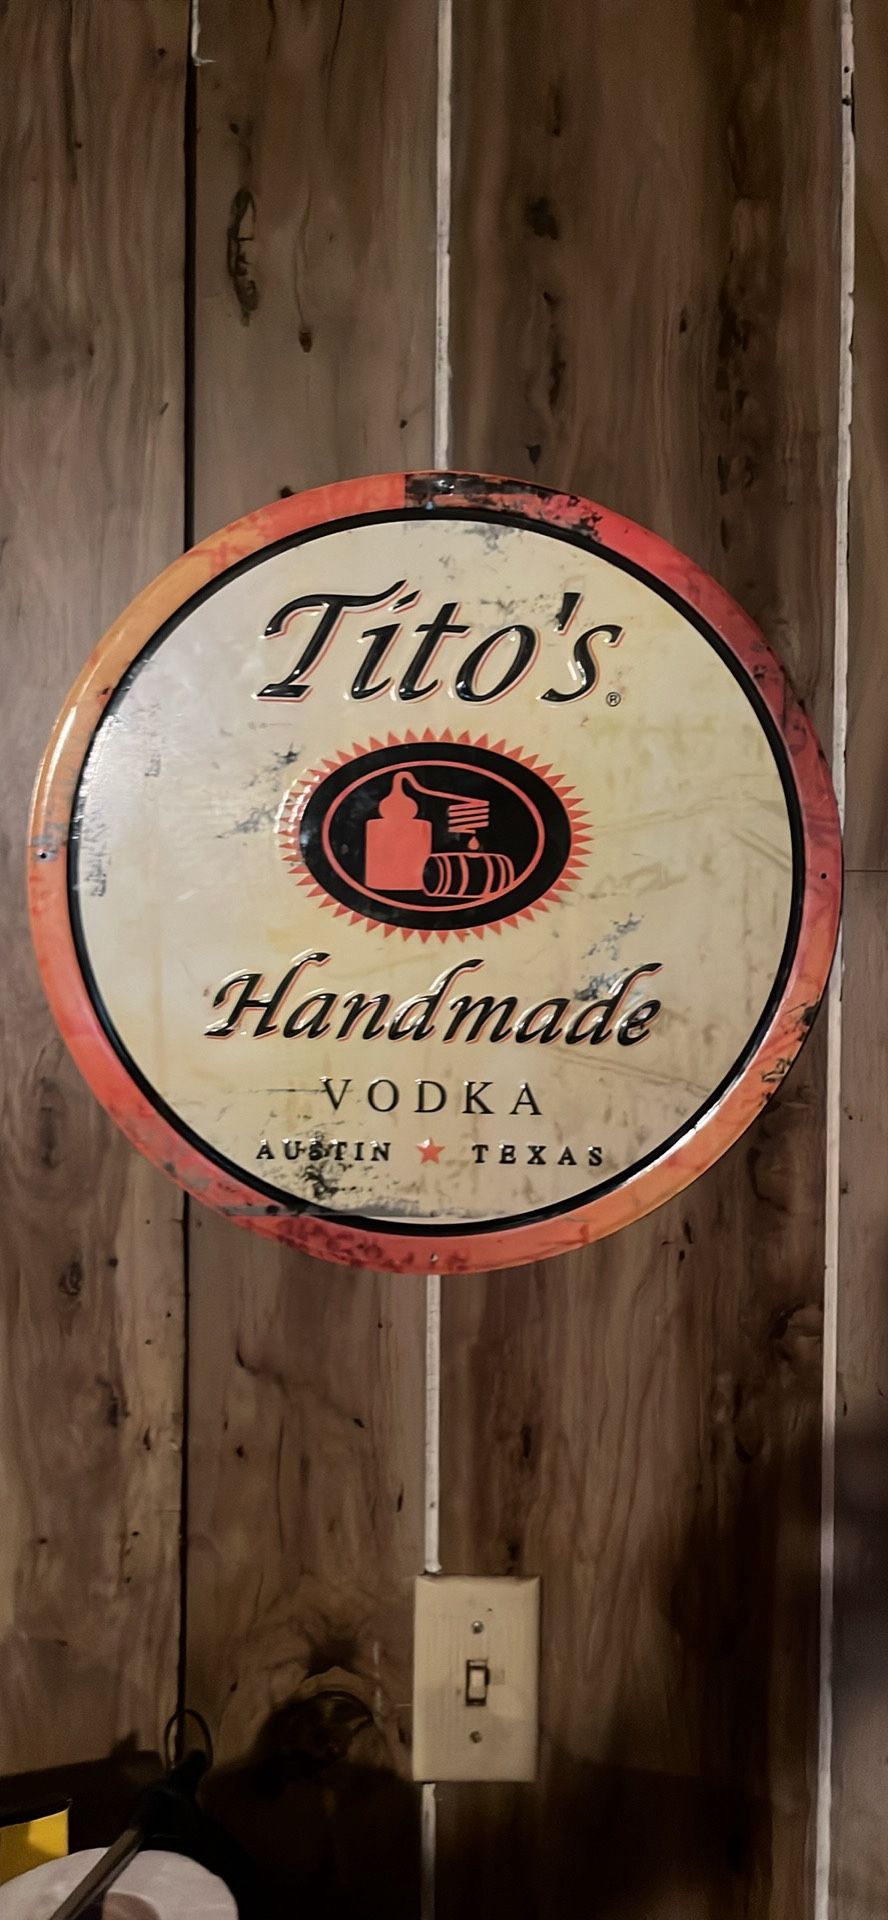 Tito's®
Handmade
VODKA
AUSTIN ★ TEXAS